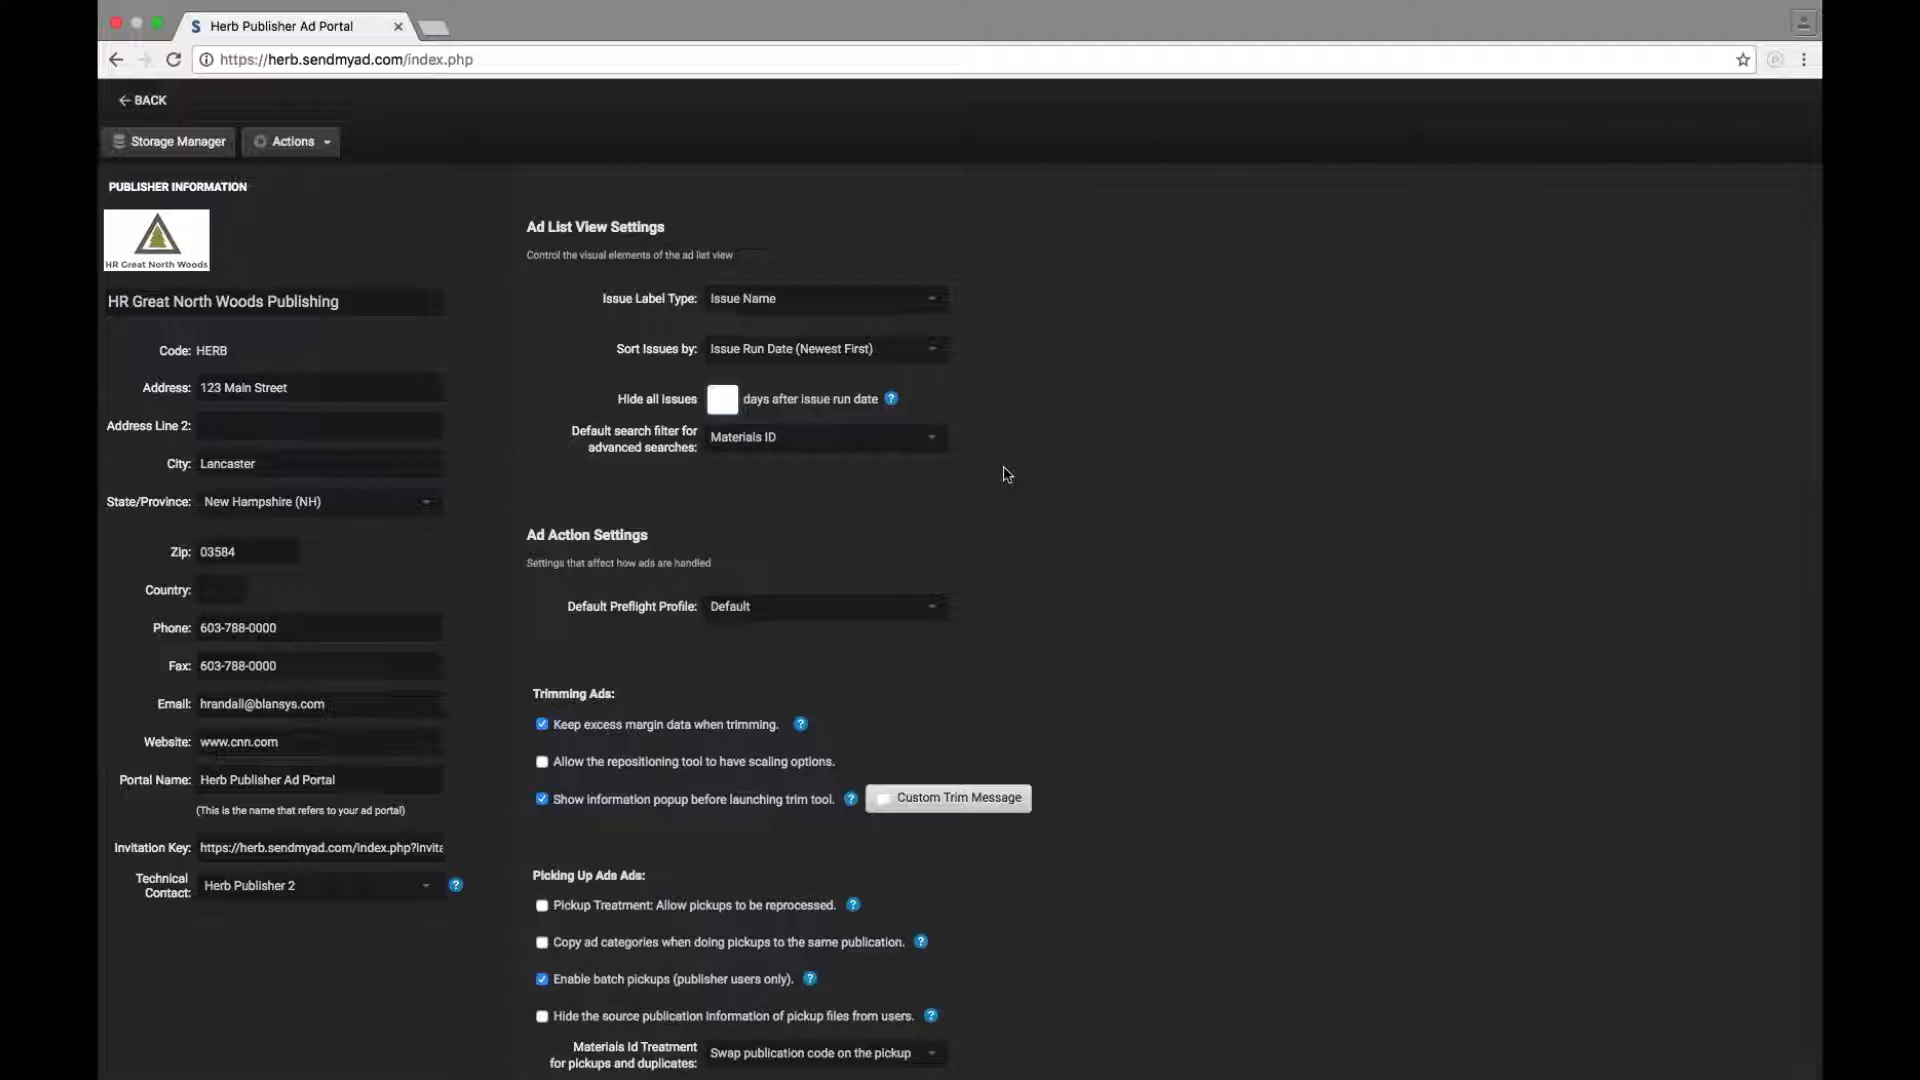 Herb Publisher Ad Portal
https://herb.sendmyad.com/index.php
BACK
Storage Manager
Actions
PUBLISHER INFORMATION
HR Great North Woods
HR Great North Woods Publishing
Code: HERB
Address: 123 Main Street
Address Line 2:
City: Lancaster
State/Province: New Hampshire (NH)
Zip: 03584
Country:
Phone: 603-788-0000
Fax: 603-788-0000
Email: hrandall@blansys.com
Website: www.cnn.com
Portal Name: Herb Publisher Ad Portal
(This is the name that refers to your ad portal)
Invitation Key: https://herb.sendmyad.com/index.php?invita
Technical
Contact: Herb Publisher 2
Ad List View Settings
Control the visual elements of the ad list view
Issue Label Type: Issue Name
Sort Issues by: Issue Run Date (Newest First)
Hide all issues days after issue run date
Default search filter for
advanced searches: Materials ID
Ad Action Settings
Settings that affect how ads are handled
Default Preflight Profile: Default
Trimming Ads:
Keep excess margin data when trimming.
Allow the repositioning tool to have scaling options.
Show information popup before launching trim tool.
Custom Trim Message
Picking Up Ads Ads:
Pickup Treatment: Allow pickups to be reprocessed.
Copy ad categories when doing pickups to the same publication.
Enable batch pickups (publisher users only).
Hide the source publication information of pickup files from users.
Materials Id Treatment
for pickups and duplicates: Swap publication code on the pickup